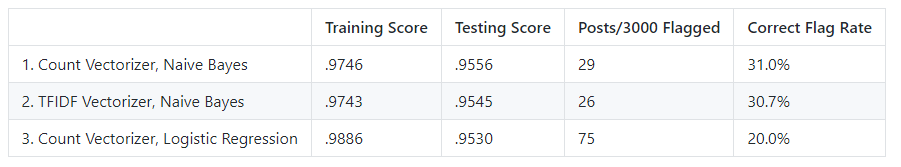 Training Score Testing Score Posts/3000 Flagged Correct Flag Rate
1. Count Vectorizer, Naive Bayes .9746 .9556 29 31.0%
2. TFIDF Vectorizer, Naive Bayes .9743 .9545 26 30.7%
3. Count Vectorizer, Logistic Regression .9886 .9530 75 20.0%